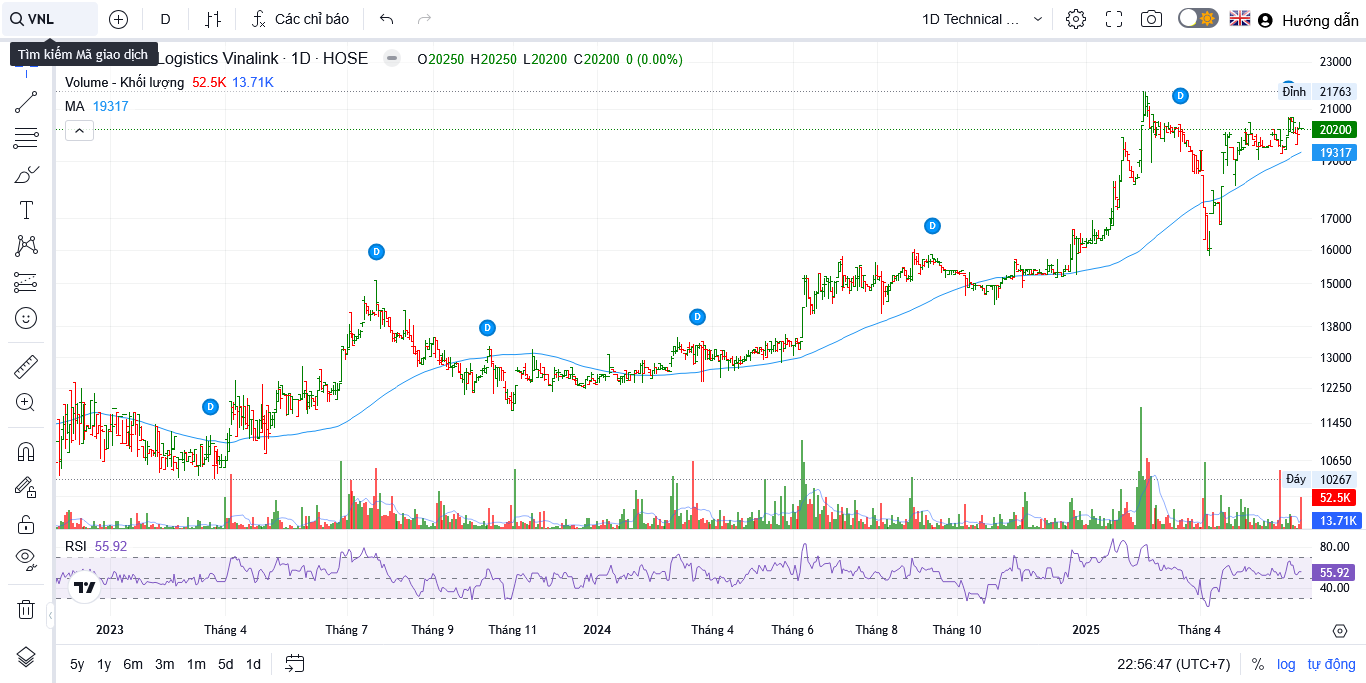 VNL
D
Các chỉ báo
1D Technical ...
Hướng dẫn
Tìm kiếm Mã giao dịch
Logistics Vinalink · 1D · HOSE
O20250 H20250 L20200 C20200 0 (0.00%)
Volume - Khối lượng 52.5K 13.71K
MA 19317
23000
Đỉnh 21763
21000
20200
19317
19000
17000
16000
15000
13800
13000
12250
11450
10650
Đáy 10267
52.5K
13.71K
D
D
D
D
D
D
RSI 55.92
80.00
55.92
40.00
2023 Tháng 4 Tháng 7 Tháng 9 Tháng 11 2024 Tháng 4 Tháng 6 Tháng 8 Tháng 10 2025 Tháng 4
5y 1y 6m 3m 1m 5d 1d
22:56:47 (UTC+7) % log tự động